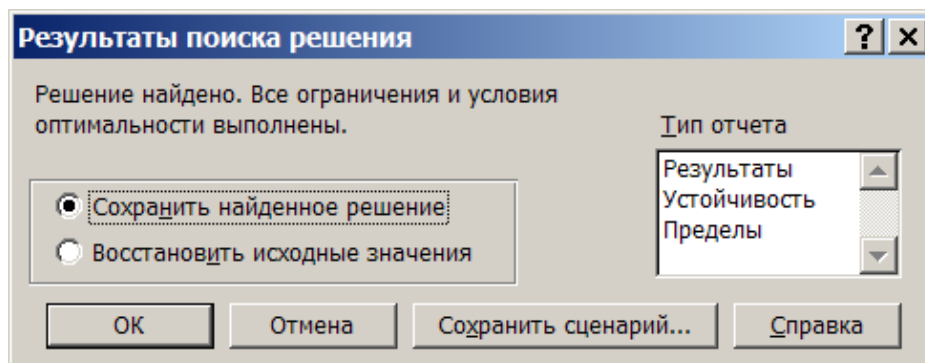 Результаты поиска решения
Решение найдено. Все ограничения и условия
оптимальности выполнены.
Тип отчета
Результаты
Устойчивость
Пределы
Сохранить найденное решение
Восстановить исходные значения
ОК
Отмена
Сохранить сценарий...
Справка